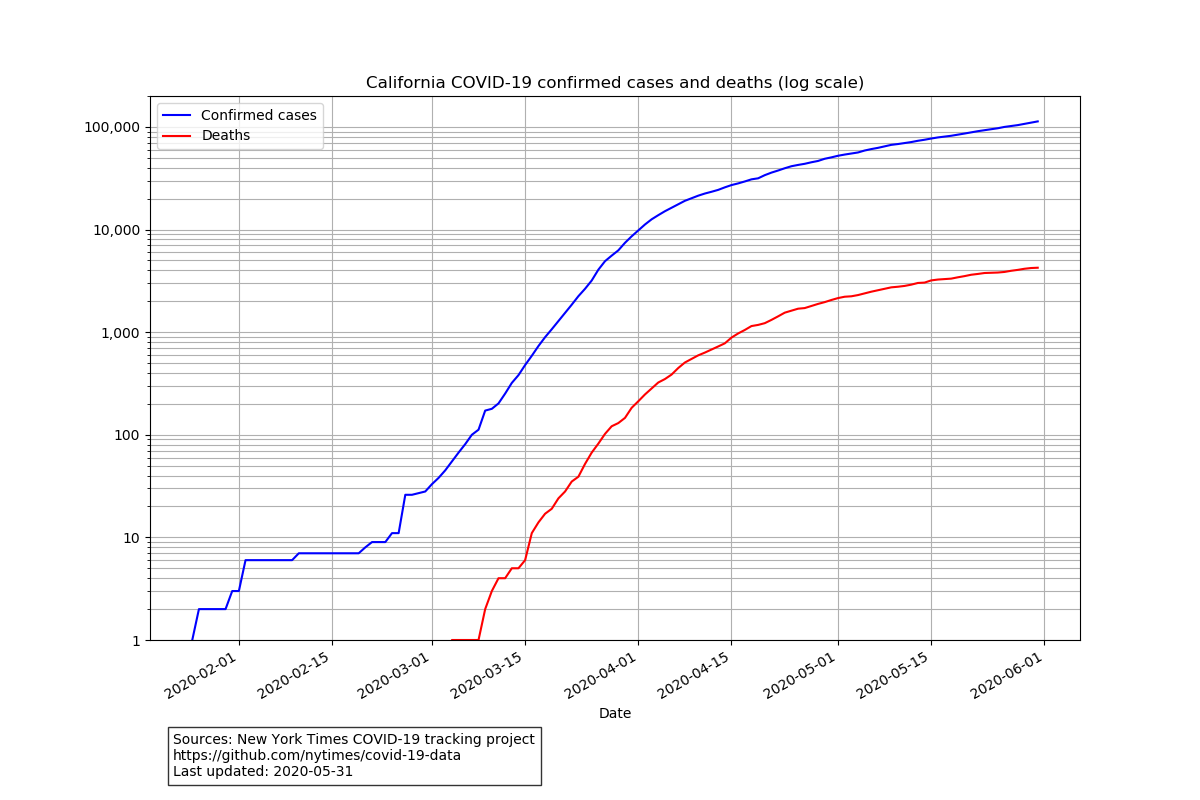 California COVID-19 confirmed cases and deaths (log scale)
Confirmed cases
Deaths
100,000
10,000
1,000
100
10
1
2020-02-01
2020-02-15
2020-03-01
2020-03-15
2020-04-01
2020-04-15
2020-05-01
2020-05-15
2020-06-01
Date
Sources: New York Times COVID-19 tracking project
https://github.com/nytimes/covid-19-data
Last updated: 2020-05-31